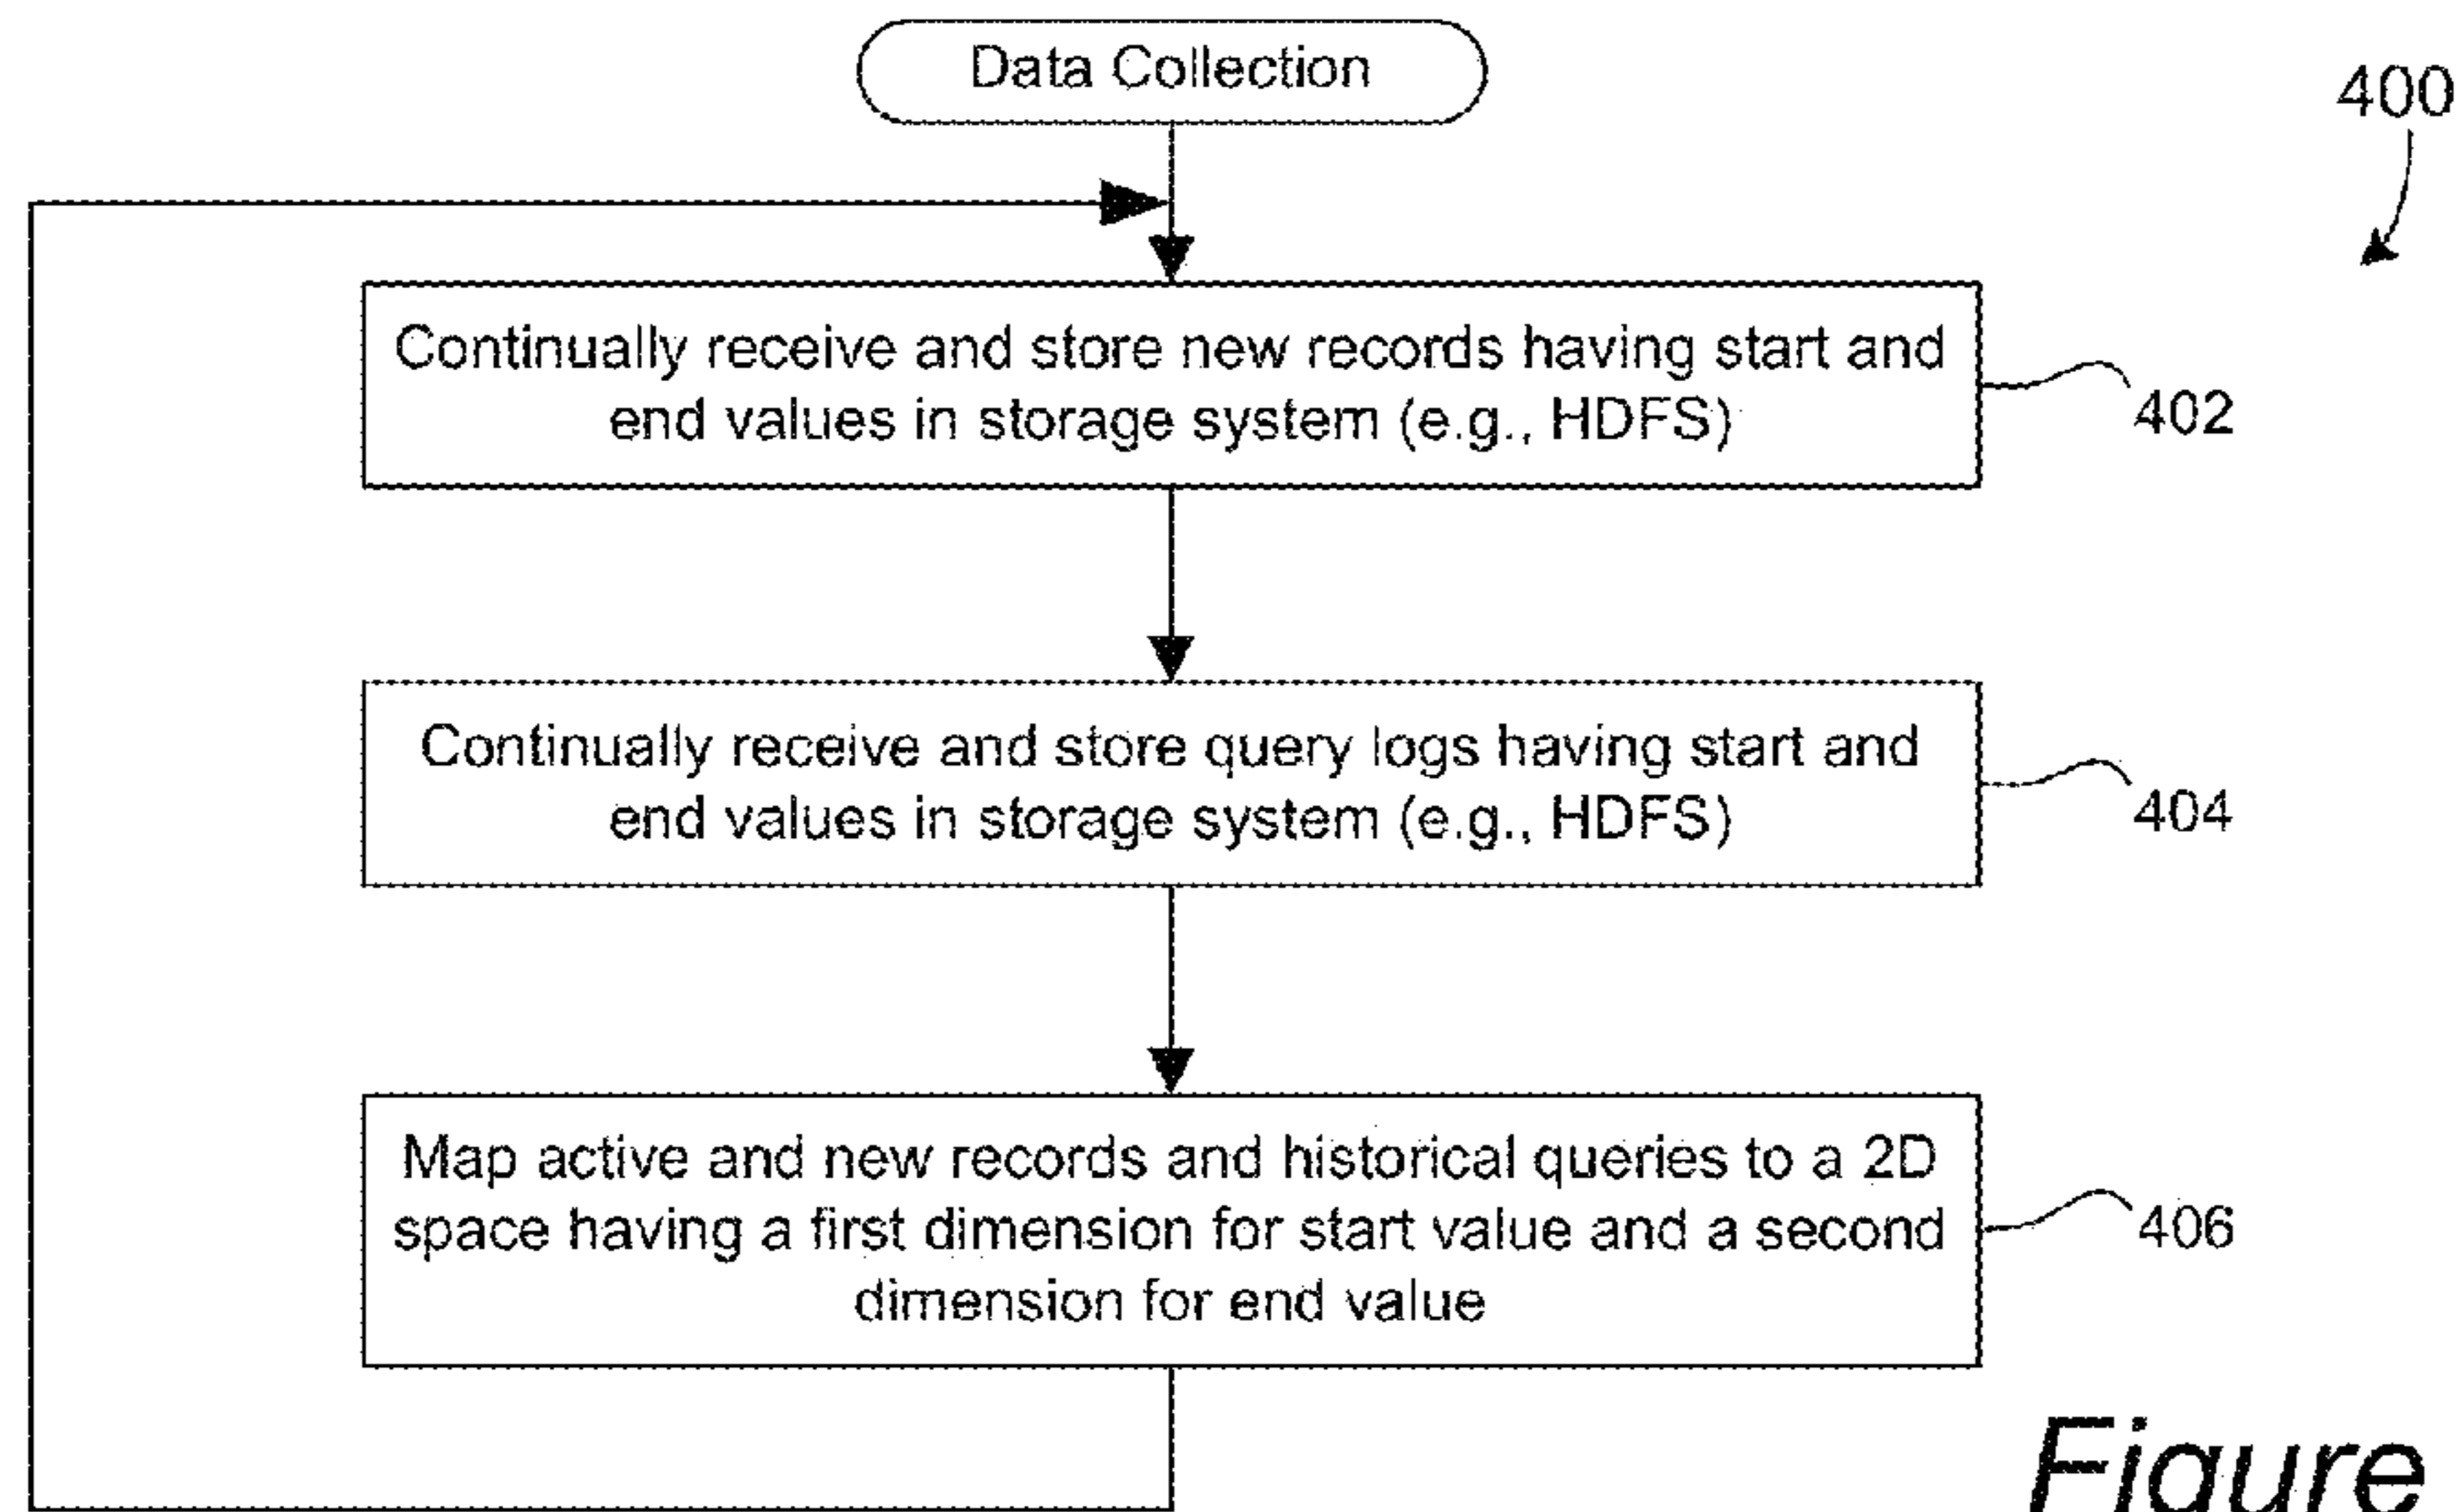 Data Collection
400
Continually receive and store new records having start and
end values in storage system (e.g., HDFS)
402
Continually receive and store query logs having start and
end values in storage system (e.g., HDFS)
404
Map active and new records and historical queries to a 2D
space having a first dimension for start value and a second
dimension for end value
406
Figure